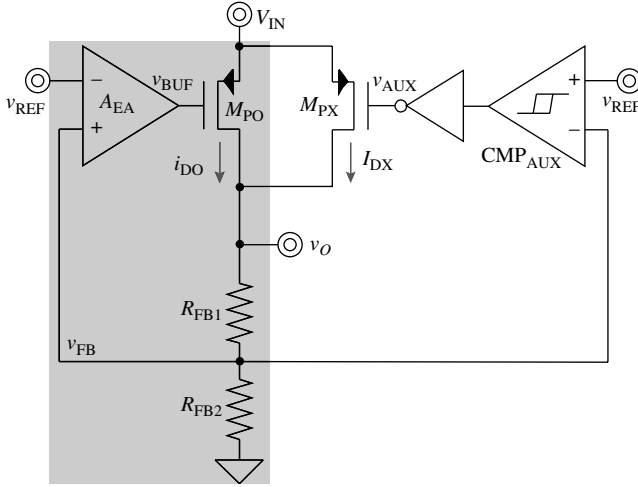 V_IN
v_BUF
v_AUX
− A_EA
+
M_PO
M_PX
+
−
v_REF
v_REF
CMP_AUX
i_DO
I_DX
v_O
R_FB1
v_FB
R_FB2